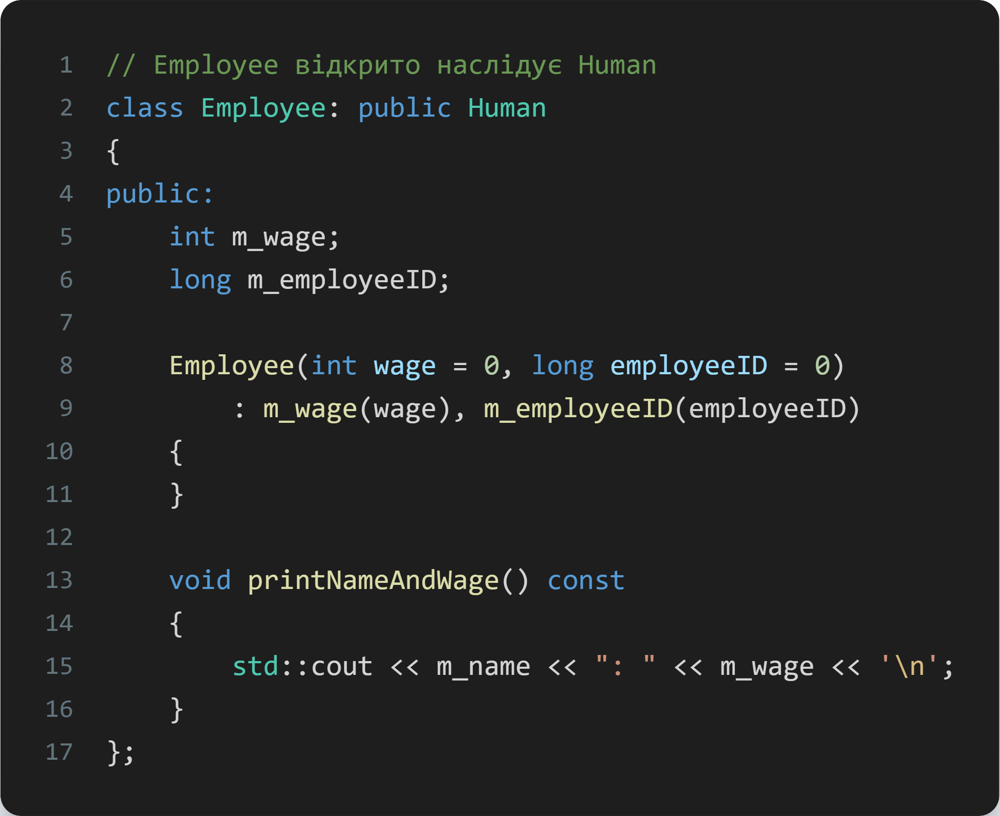 1 // Employee відкрито наслідує Human
2 class Employee: public Human
3 {
4 public:
5     int m_wage;
6     long m_employeeID;
7
8     Employee(int wage = 0, long employeeID = 0)
9         : m_wage(wage), m_employeeID(employeeID)
10     {
11     }
12
13     void printNameAndWage() const
14     {
15         std::cout << m_name << ": " << m_wage << '\n';
16     }
17 };